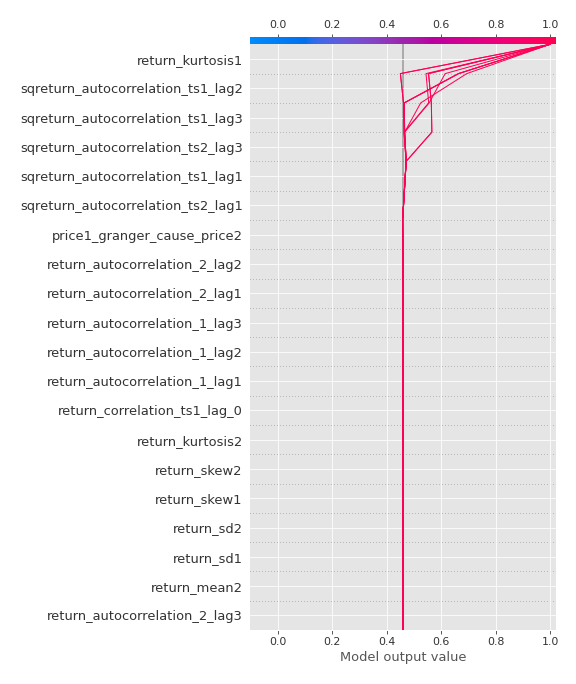 0.0 0.2 0.4 0.6 0.8 1.0
return_kurtosis1
sqreturn_autocorrelation_ts1_lag2
sqreturn_autocorrelation_ts1_lag3
sqreturn_autocorrelation_ts2_lag3
sqreturn_autocorrelation_ts1_lag1
sqreturn_autocorrelation_ts2_lag1
price1_granger_cause_price2
return_autocorrelation_2_lag2
return_autocorrelation_2_lag1
return_autocorrelation_1_lag3
return_autocorrelation_1_lag2
return_autocorrelation_1_lag1
return_correlation_ts1_lag_0
return_kurtosis2
return_skew2
return_skew1
return_sd2
return_sd1
return_mean2
return_autocorrelation_2_lag3
0.0 0.2 0.4 0.6 0.8 1.0
Model output value